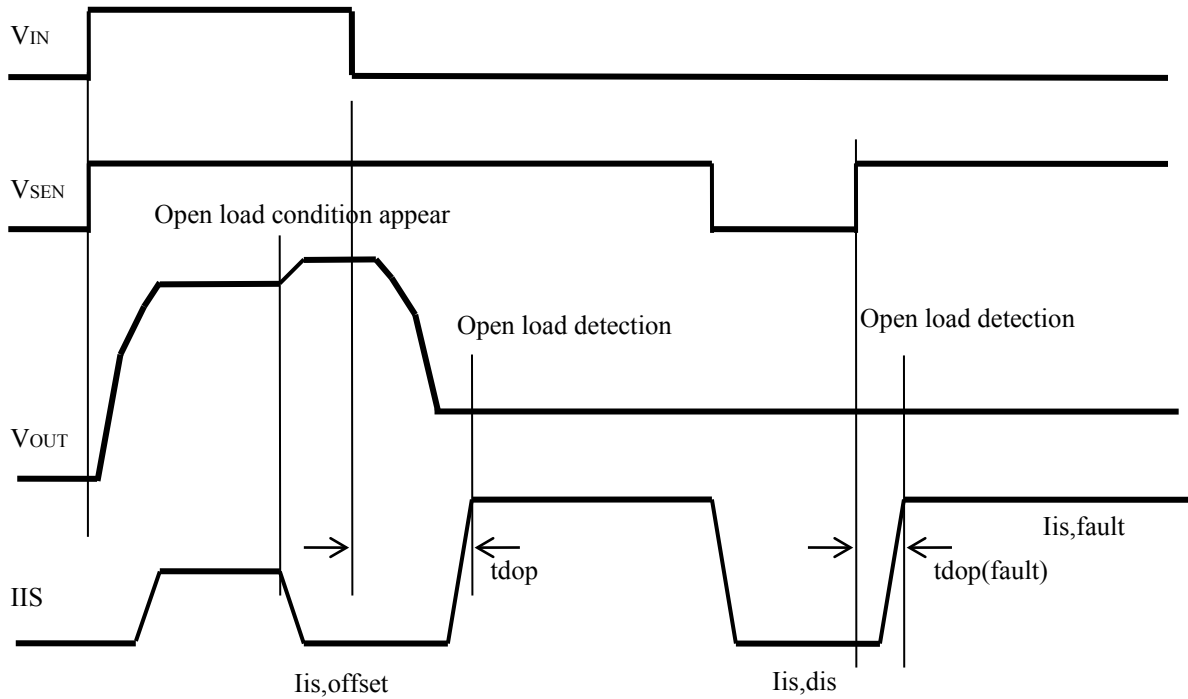 VIN
VSEN
Open load condition appear
Open load detection
Open load detection
VOUT
Iis,fault
tdop
tdop(fault)
IIS
Iis,offset
Iis,dis